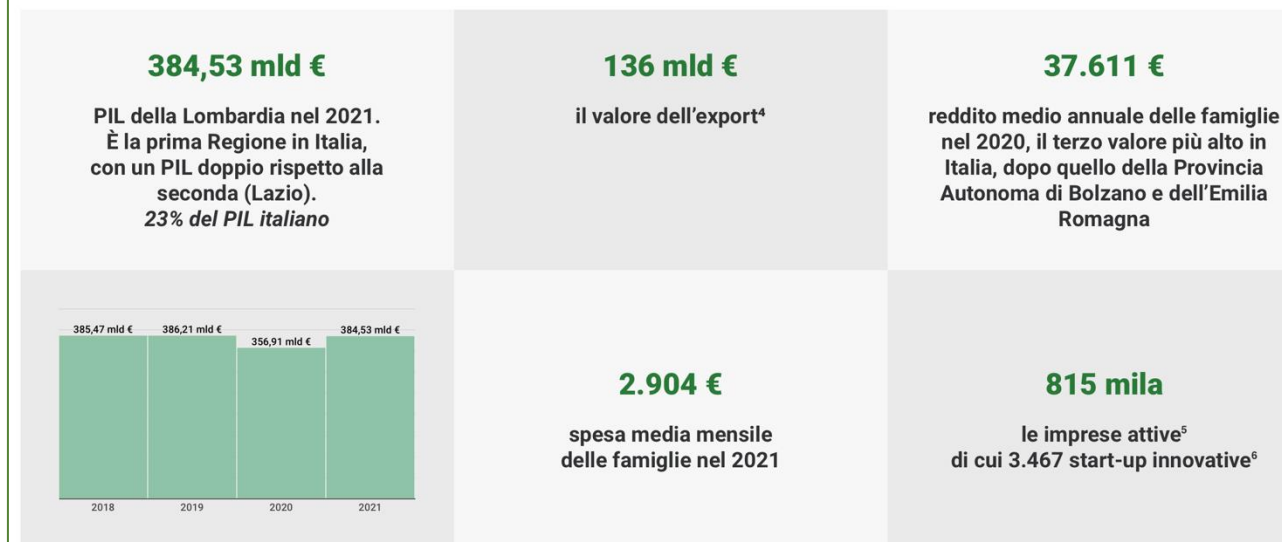 384,53 mld €
PIL della Lombardia nel 2021.
È la prima Regione in Italia,
con un PIL doppio rispetto alla
seconda (Lazio).
23% del PIL italiano
136 mld €
il valore dell'export⁴
37.611 €
reddito medio annuale delle famiglie
nel 2020, il terzo valore più alto in
Italia, dopo quello della Provincia
Autonoma di Bolzano e dell'Emilia
Romagna
385,47 mld €
386,21 mld €
356,91 mld €
384,53 mld €
2018
2019
2020
2021
2.904 €
spesa media mensile
delle famiglie nel 2021
815 mila
le imprese attive⁵
di cui 3.467 start-up innovative⁶